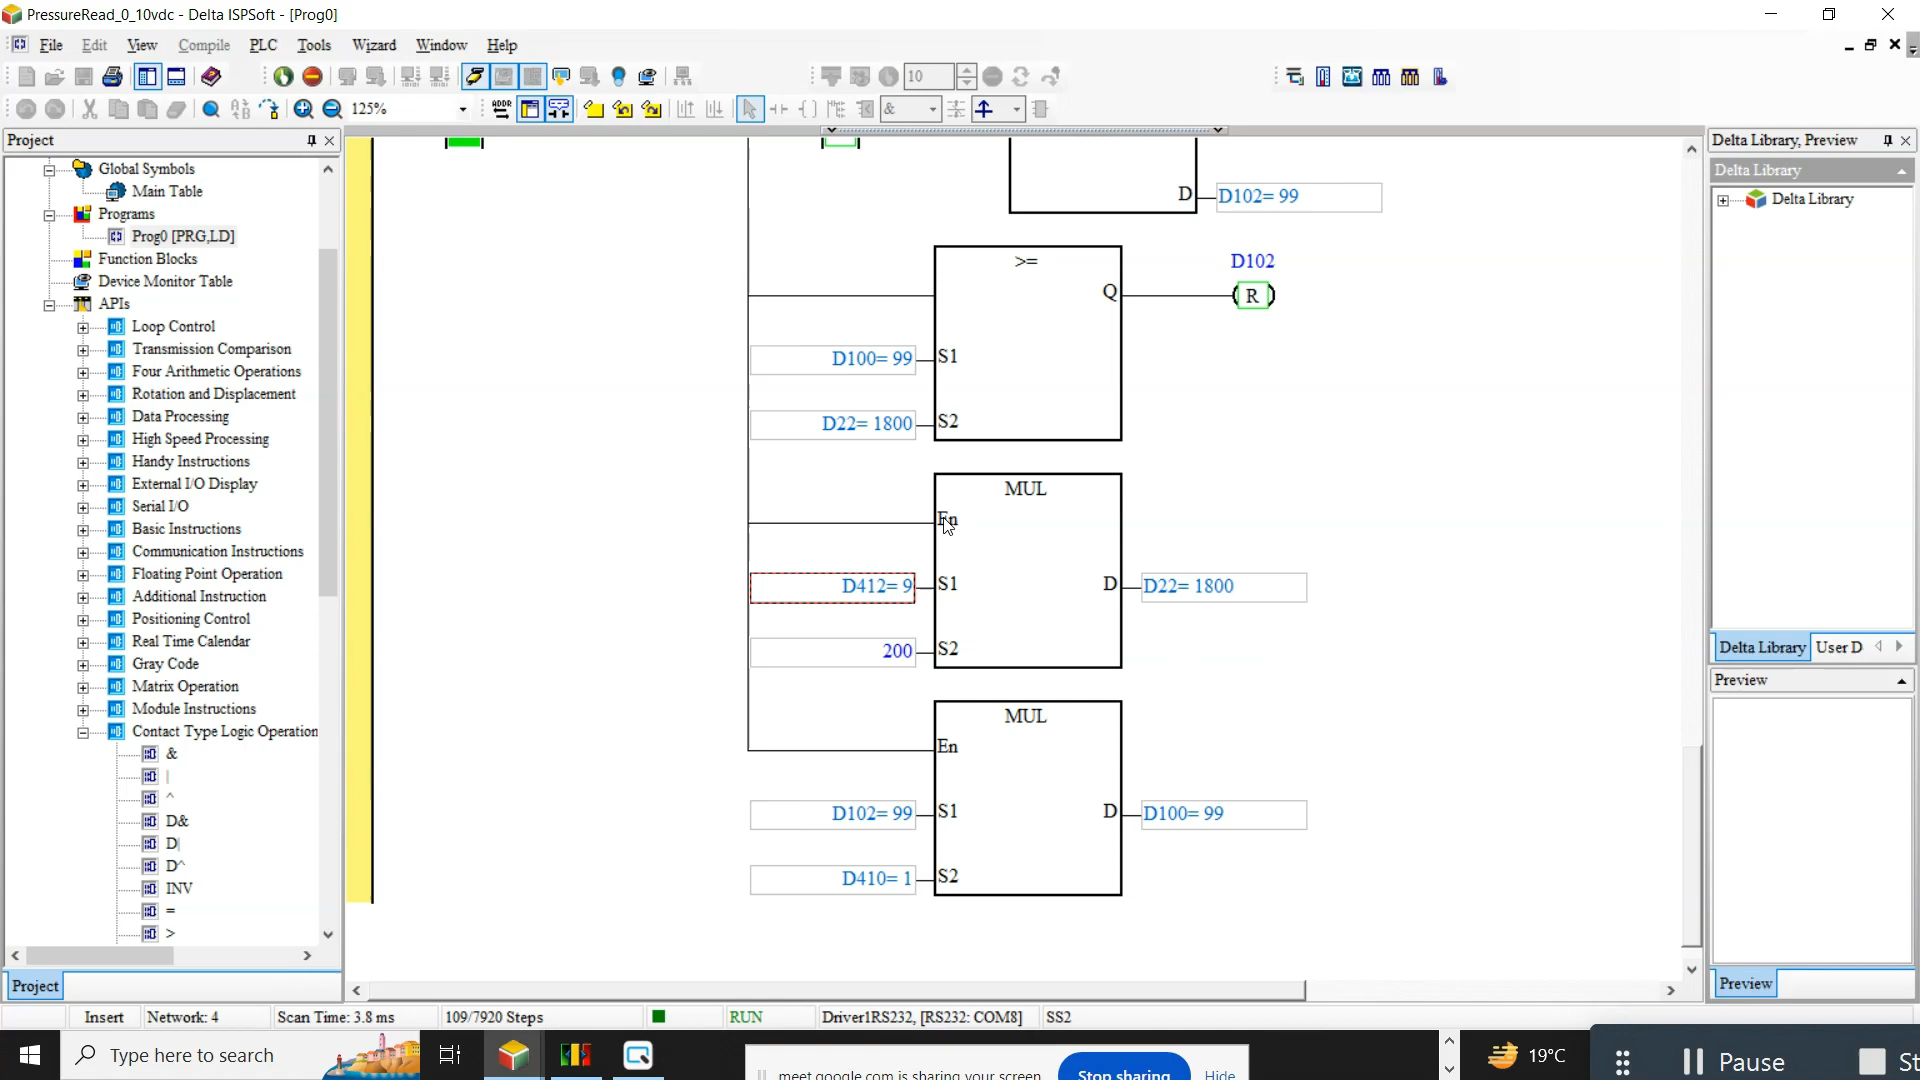 PressureRead_0_10vdc - Delta ISPSoft - [Prog0]
File Edit View Compile PLC Tools Wizard Window Help
10
125%
ADDR
&
Project
Global Symbols
Main Table
Programs
Prog0 [PRG,LD]
Function Blocks
Device Monitor Table
APIs
Loop Control
Transmission Comparison
Four Arithmetic Operations
Rotation and Displacement
Data Processing
High Speed Processing
Handy Instructions
External I/O Display
Serial I/O
Basic Instructions
Communication Instructions
Floating Point Operation
Additional Instruction
Positioning Control
Real Time Calendar
Gray Code
Matrix Operation
Module Instructions
Contact Type Logic Operation
&
|
^
D&
D|
D^
INV
=
>
Project
D D102= 99
>= D102
Q R
D100= 99 S1
D22= 1800 S2
MUL
En
D412= 9 S1 D D22= 1800
200 S2
MUL
En
D102= 99 S1 D D100= 99
D410= 1 S2
Delta Library, Preview
Delta Library
Delta Library
Delta Library User D
Preview
Preview
Insert Network: 4 Scan Time: 3.8 ms 109/7920 Steps RUN Driver1RS232, [RS232: COM8] SS2
Type here to search
meet.google.com is sharing your screen. Stop sharing Hide
19°C
Pause St